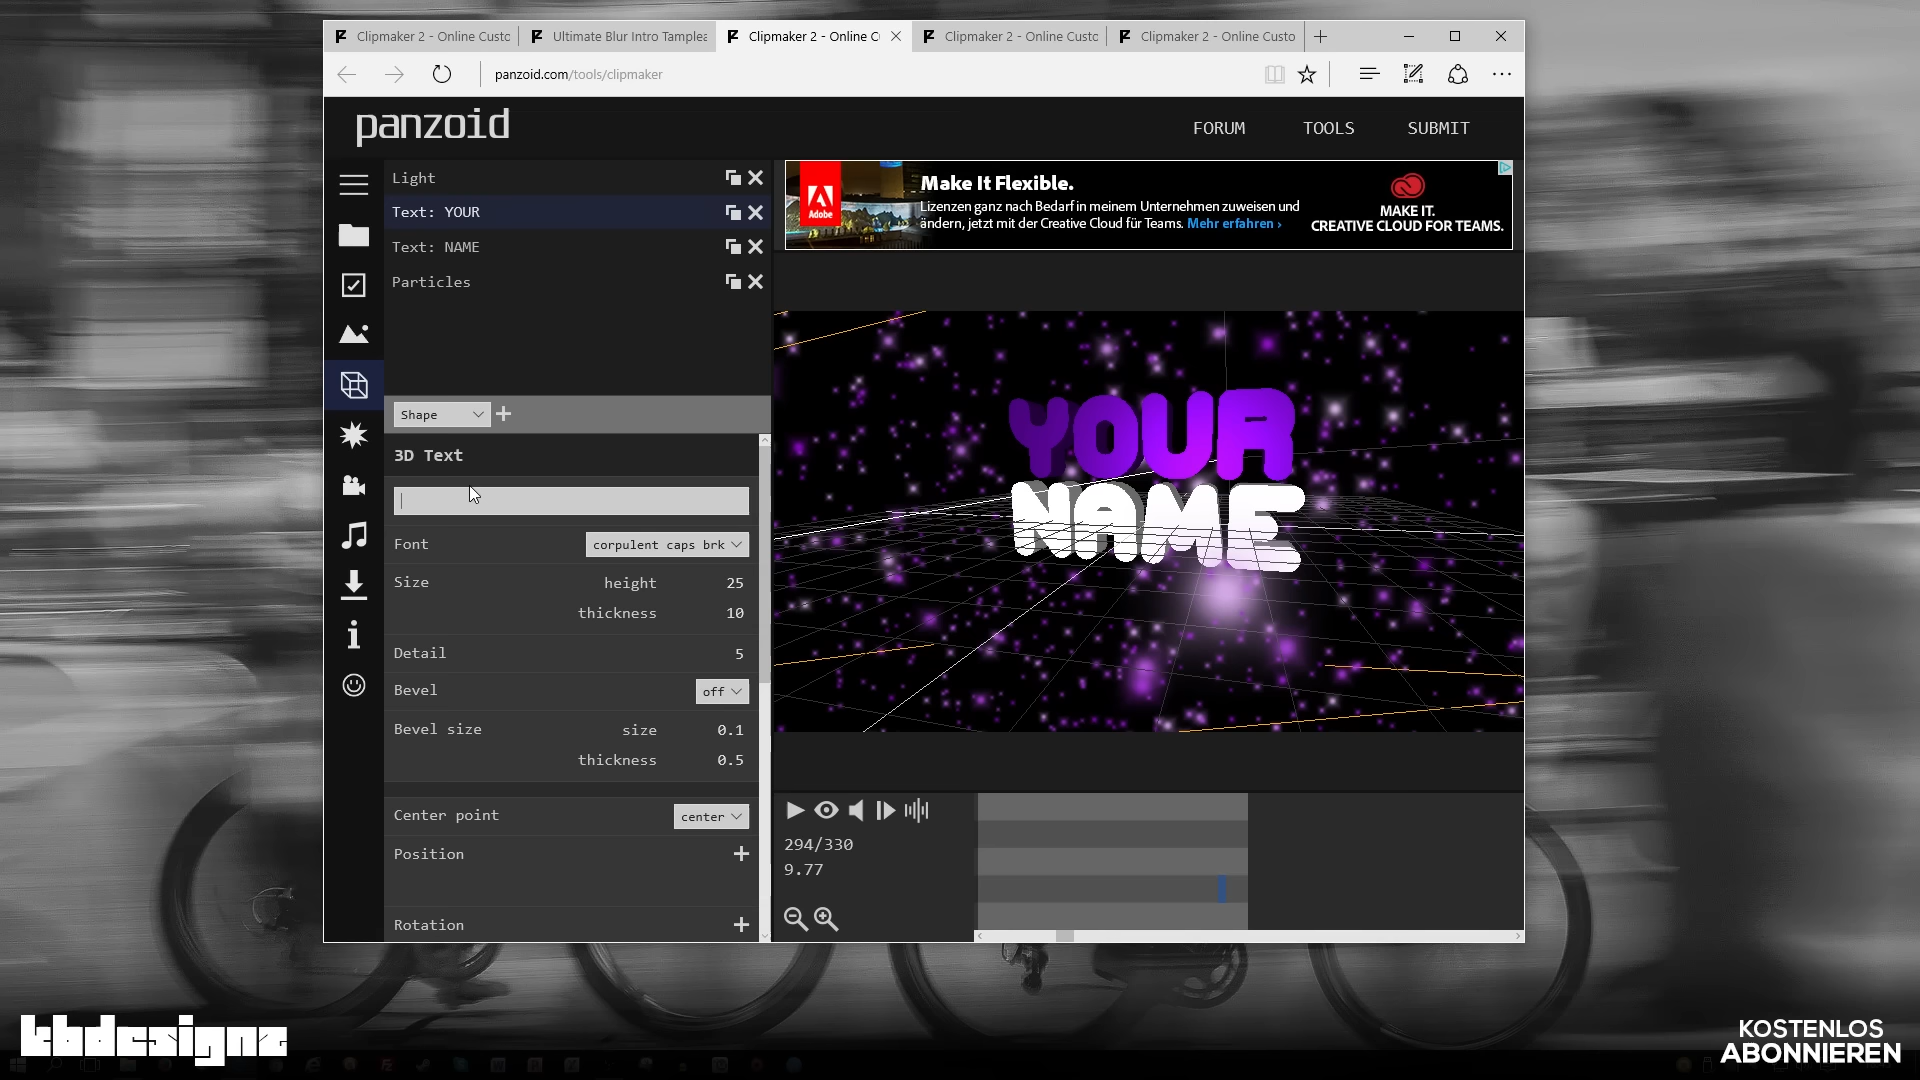 Clipmaker 2 - Online Custo
Ultimate Blur Intro Tamplea
Clipmaker 2 - Online C
Clipmaker 2 - Online Custo
Clipmaker 2 - Online Custo
panzoid.com/tools/clipmaker
panzoid
FORUM
TOOLS
SUBMIT
Light
Text: YOUR
Text: NAME
Particles
Shape
3D Text
Font
corpulent caps brk
Size
height
25
thickness
10
Detail
5
Bevel
off
Bevel size
size
0.1
thickness
0.5
Center point
center
Position
Rotation
Adobe
Make It Flexible.
Lizenzen ganz nach Bedarf in meinem Unternehmen zuweisen und
ändern, jetzt mit der Creative Cloud für Teams. Mehr erfahren ›
MAKE IT.
CREATIVE CLOUD FOR TEAMS.
YOUR
NAME
294/330
9.77
kbdesignz
KOSTENLOS
ABONNIEREN